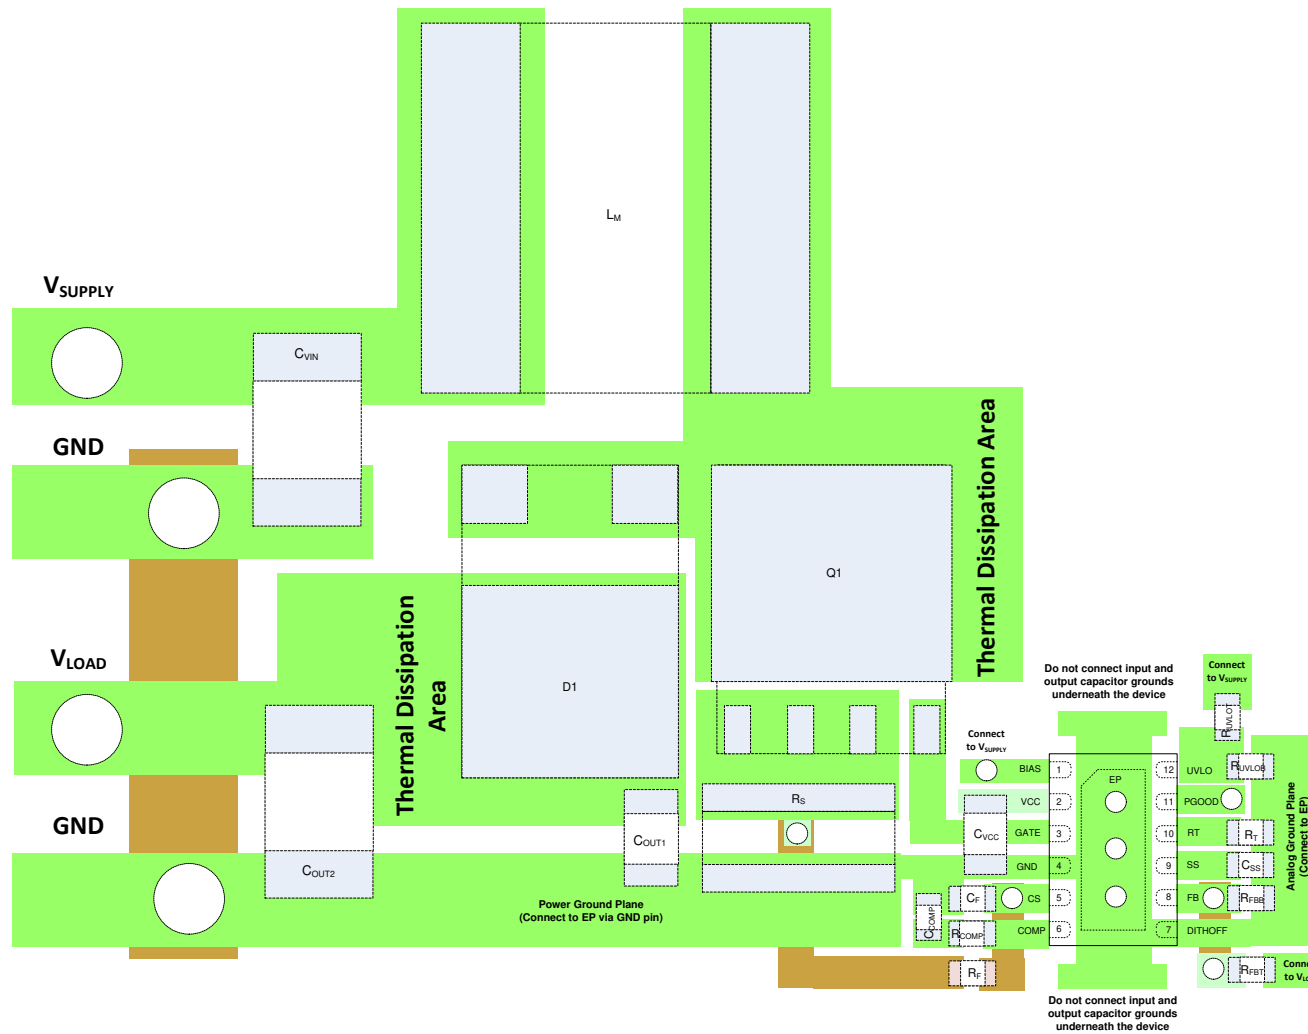 LM
VSUPPLY
CVIN
GND
Thermal Dissipation Area
Q1
Thermal Dissipation
Area
D1
VLOAD
GND
COUT2
COUT1
RS
Power Ground Plane
(Connect to EP via GND pin)
Do not connect input and
output capacitor grounds
underneath the device
Connect
to VSUPPLY
RUVLOT
Connect
to VSUPPLY
BIAS
1
EP
12
UVLO
RUVLOB
VCC
2
11
PGOOD
CVCC
GATE
3
10
RT
RT
GND
4
9
SS
CSS
CF
CS
5
8
FB
RFBB
CCOMP
RCOMP
COMP
6
7
DITHOFF
RF
RFBT
Analog Ground Plane
(Connect to EP)
Conne
to VLO
Do not connect input and
output capacitor grounds
underneath the device